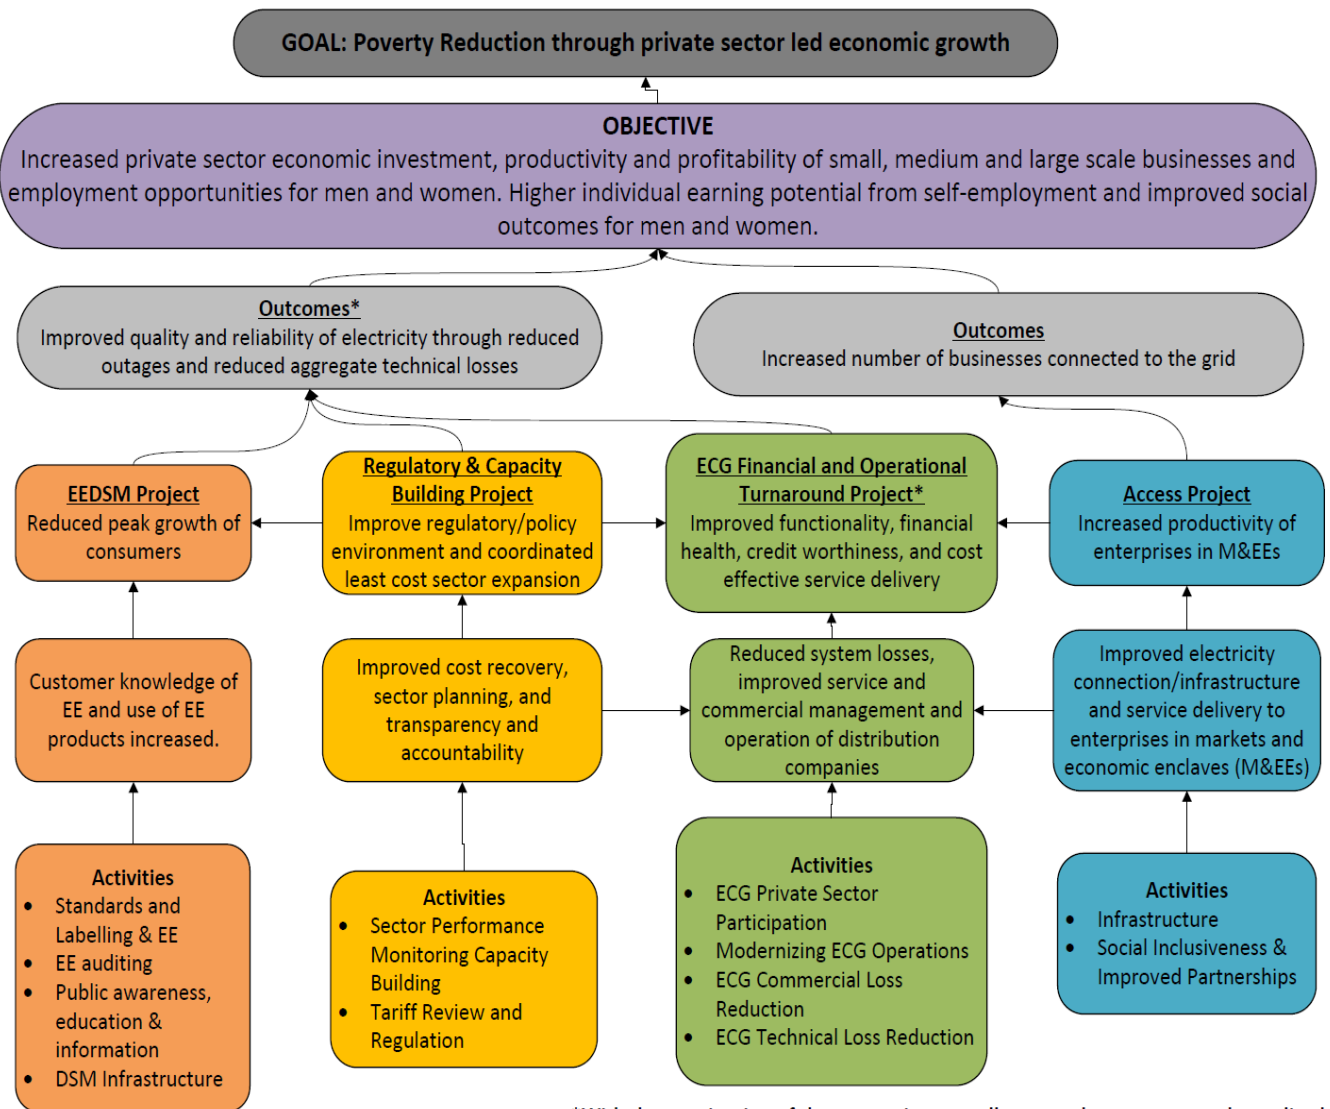 GOAL: Poverty Reduction through private sector led economic growth
OBJECTIVE
Increased private sector economic investment, productivity and profitability of small, medium and large scale businesses and
employment opportunities for men and women. Higher individual earning potential from self-employment and improved social
outcomes for men and women.
Outcomes*
Improved quality and reliability of electricity through reduced
outages and reduced aggregate technical losses
Outcomes
Increased number of businesses connected to the grid
EEDSM Project
Reduced peak growth of
consumers
Regulatory & Capacity
Building Project
Improve regulatory/policy
environment and coordinated
least cost sector expansion
ECG Financial and Operational
Turnaround Project*
Improved functionality, financial
health, credit worthiness, and cost
effective service delivery
Access Project
Increased productivity of
enterprises in M&EEs
Customer knowledge of
EE and use of EE
products increased.
Improved cost recovery,
sector planning, and
transparency and
accountability
Reduced system losses,
improved service and
commercial management and
operation of distribution
companies
Improved electricity
connection/infrastructure
and service delivery to
enterprises in markets and
economic enclaves (M&EEs)
Activities
• Standards and
Labelling & EE
• EE auditing
• Public awareness,
education &
information
• DSM Infrastructure
Activities
• Sector Performance
Monitoring Capacity
Building
• Tariff Review and
Regulation
Activities
• ECG Private Sector
Participation
• Modernizing ECG Operations
• ECG Commercial Loss
Reduction
• ECG Technical Loss Reduction
Activities
• Infrastructure
• Social Inclusiveness &
Improved Partnerships